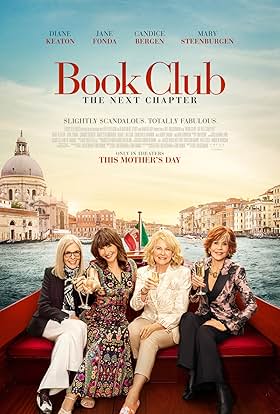 DIANE KEATON JANE FONDA CANDICE BERGEN MARY STEENBURGEN
Book Club
THE NEXT CHAPTER
SLIGHTLY SCANDALOUS. TOTALLY FABULOUS.
ONLY IN THEATERS
THIS MOTHER'S DAY